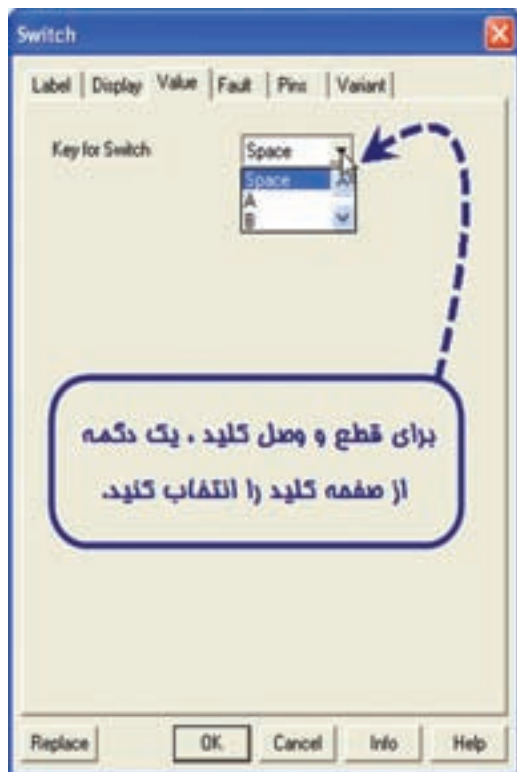 Switch
Label Display Value Fault Pins Variant
Key for Switch Space
Space
A
B
برای قطع و وصل کلید ، یک دکمه
از صفحه کلید را انتخاب کنید.
Replace OK Cancel Info Help